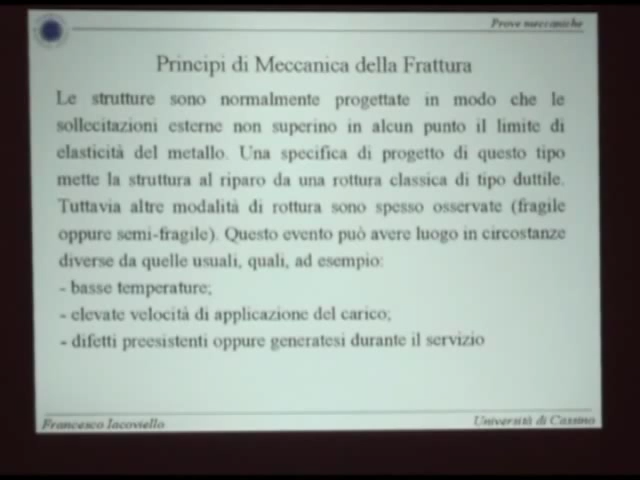 Prove meccaniche
Principi di Meccanica della Frattura
Le strutture sono normalmente progettate in modo che le
sollecitazioni esterne non superino in alcun punto il limite di
elasticità del metallo. Una specifica di progetto di questo tipo
mette la struttura al riparo da una rottura classica di tipo duttile.
Tuttavia altre modalità di rottura sono spesso osservate (fragile
oppure semi-fragile). Questo evento può avere luogo in circostanze
diverse da quelle usuali, quali, ad esempio:
- basse temperature;
- elevate velocità di applicazione del carico;
- difetti preesistenti oppure generatesi durante il servizio
Francesco Iacoviello
Università di Cassino